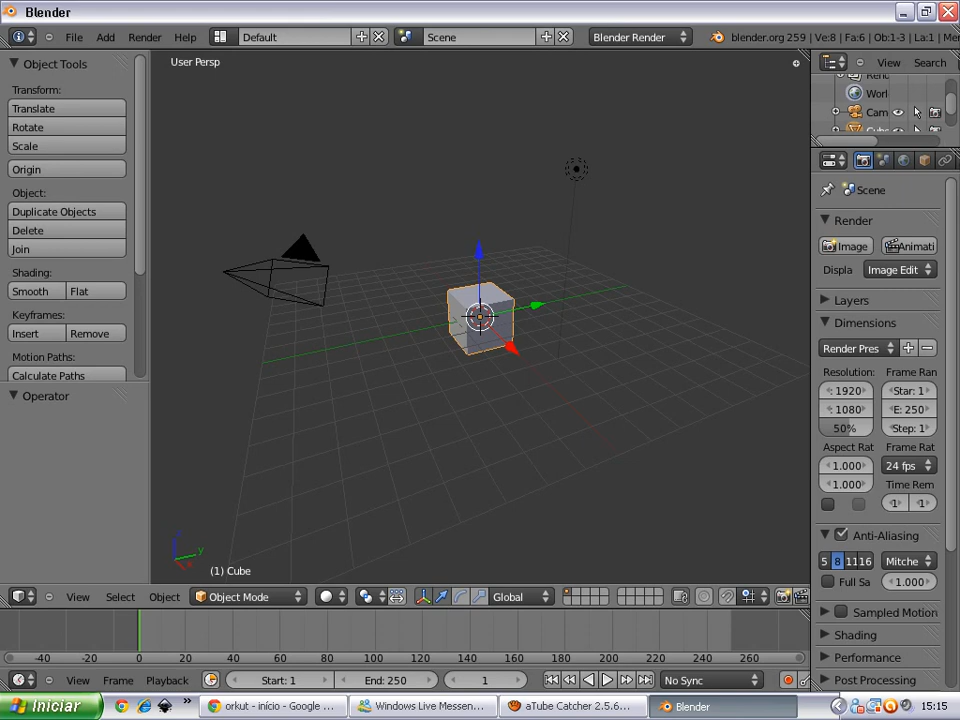 Blender
File Add Render Help Default Scene Blender Render blender.org 259 | Ve:8 | Fa:6 | Ob:1-3 | La:1 |
Object Tools
Transform:
Translate
Rotate
Scale
Origin
Object:
Duplicate Objects
Delete
Join
Shading:
Smooth Flat
Keyframes:
Insert Remove
Motion Paths:
Calculate Paths
Operator
User Persp
y
(1) Cube
View Search
Worl
Cam
Scene
Render
Image Animati
Displa Image Edit
Layers
Dimensions
Render Pres
Resolution: Frame Ran
: 1920 Star: 1
: 1080 E: 250
50% Step: 1
Aspect Rat Frame Rat
1.000 24 fps
1.000 Time Rem
1 1
Anti-Aliasing
5 8 11 16 Mitche
Full Sa 1.000
Sampled Motion
Shading
Performance
Post Processing
View Select Object Object Mode Global
-40 -20 0 20 40 60 80 100 120 140 160 180 200 220 240 260
View Frame Playback Start: 1 End: 250 1 No Sync
Iniciar orkut - início - Google ... Windows Live Messen... aTube Catcher 2.5.6... Blender 15:15